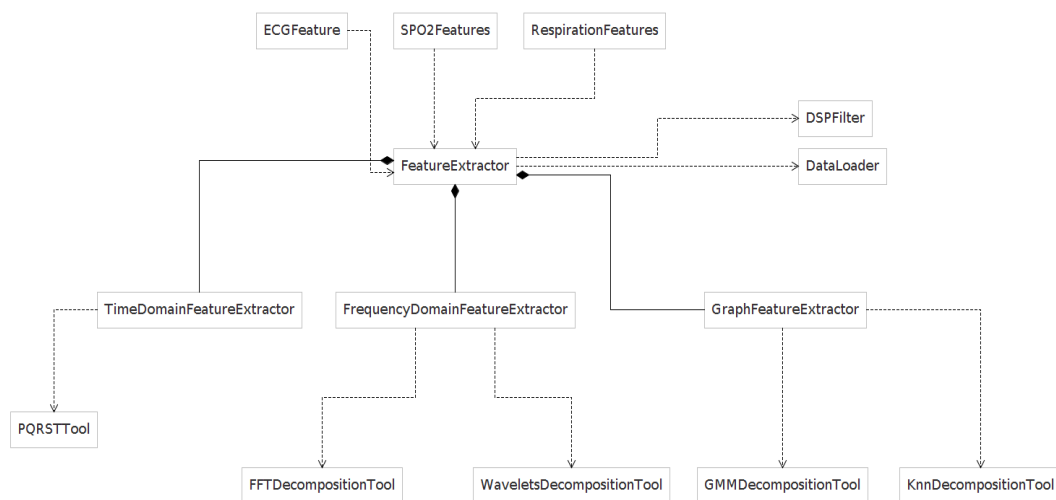 ECGFeature
SPO2Features
RespirationFeatures
DSPFilter
FeatureExtractor
DataLoader
TimeDomainFeatureExtractor
FrequencyDomainFeatureExtractor
GraphFeatureExtractor
PQRSTTool
FFTDecompositionTool
WaveletsDecompositionTool
GMMDecompositionTool
KnnDecompositionTool